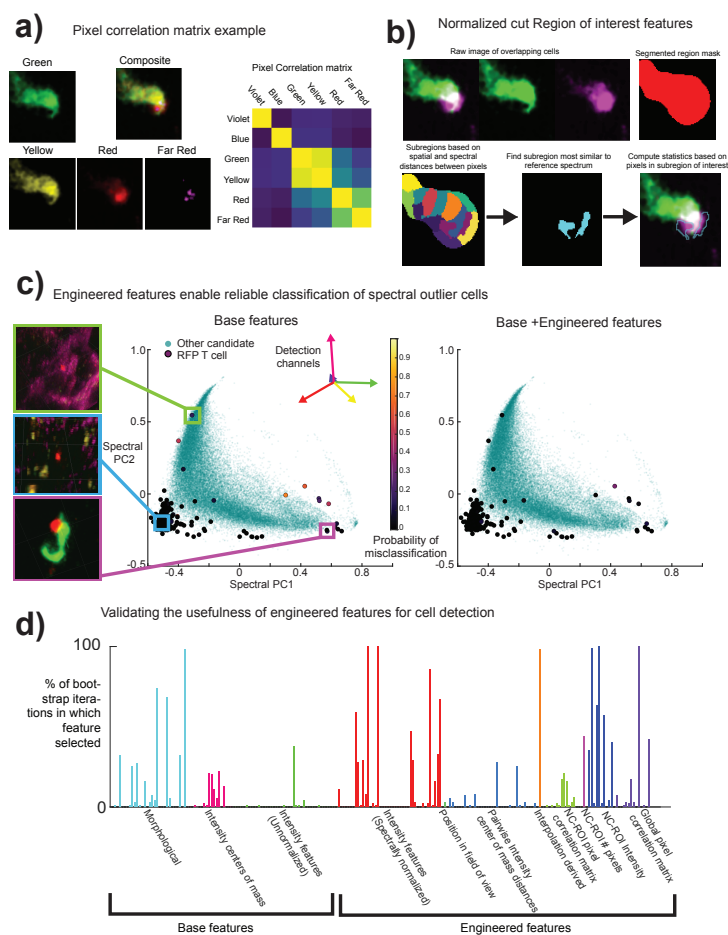 a)
Pixel correlation matrix example
Green
Composite
Yellow
Red
Far Red
Pixel Correlation matrix
Violet
Blue
Green
Yellow
Red
Far Red
Violet
Blue
Green
Yellow
Red
Far Red
b)
Normalized cut Region of interest features
Raw image of overlapping cells
Segmented region mask
Subregions based on
spatial and spectral
distances between pixels
Find subregion most similar to
reference spectrum
Compute statistics based on
pixels in subregion of interest
c)
Engineered features enable reliable classification of spectral outlier cells
Base features
Other candidate
RFP T cell
Detection
channels
1.0
0.5
0
-0.5
Spectral
PC2
-0.4
0
0.4
0.8
Spectral PC1
0.9
0.8
0.7
0.6
0.5
0.4
0.3
0.2
0.1
0
Probability of
misclassification
Base +Engineered features
1.0
0.5
0
-0.5
-0.4
0
0.4
0.8
Spectral PC1
d)
Validating the usefulness of engineered features for cell detection
100
% of boot-
strap itera-
tions in which
feature
selected
0
Morphological
Intensity centers of mass
Intensity features
(Unnormalized)
Intensity features
(Spectrally normalized)
Position in field of view
Pairwise intensity
center of mass distances
Interpolation derived
NC-ROI pixel
correlation matrix
NC-ROI # pixels
NC-ROI Intensity
Global pixel
correlation matrix
Base features
Engineered features